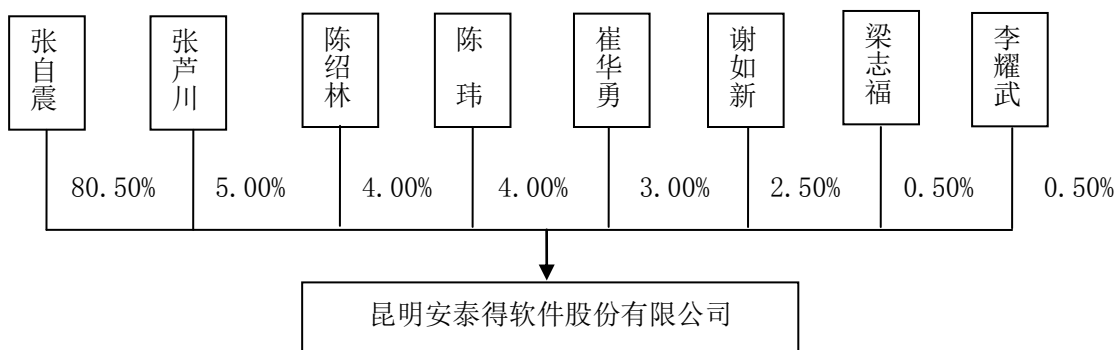 张自震
张芦川
陈绍林
陈 玮
崔华勇
谢如新
梁志福
李耀武
80.50% 5.00% 4.00% 4.00% 3.00% 2.50% 0.50% 0.50%
昆明安泰得软件股份有限公司